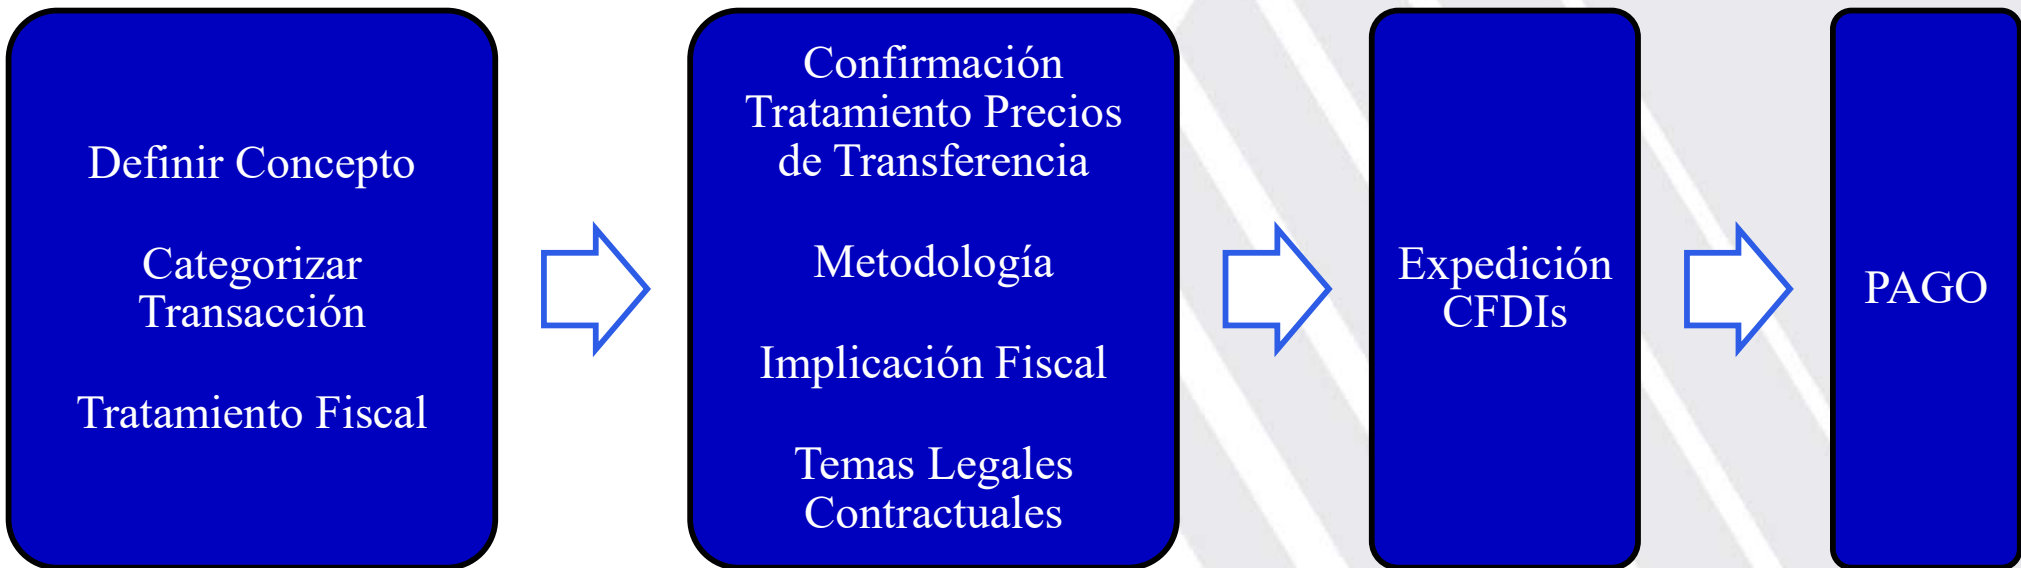 Definir Concepto
Categorizar
Transacción
Tratamiento Fiscal
Confirmación
Tratamiento Precios
de Transferencia
Metodología
Implicación Fiscal
Temas Legales
Contractuales
Expedición
CFDIs
PAGO